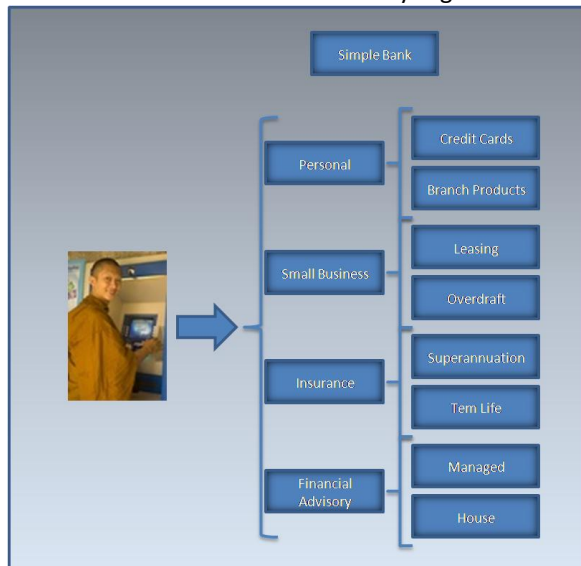 Simple Bank
Personal
Credit Cards
Branch Products
Small Business
Leasing
Overdraft
Insurance
Superannuation
Tem Life
Financial
Advisory
Managed
House